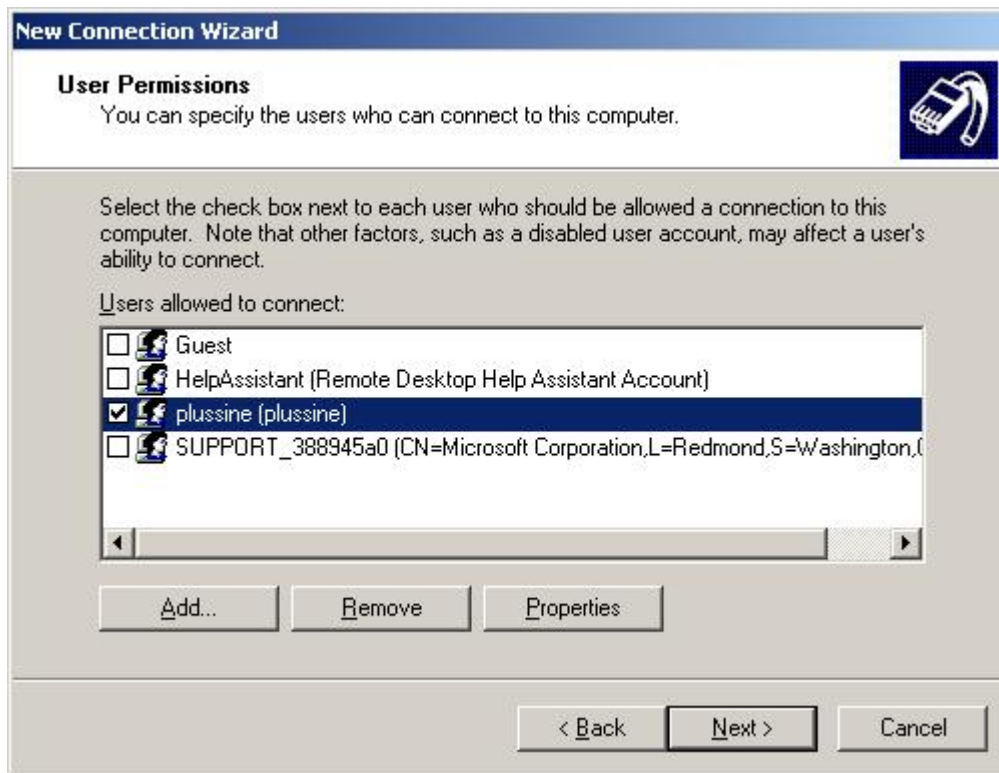 New Connection Wizard
User Permissions
You can specify the users who can connect to this computer.
Select the check box next to each user who should be allowed a connection to this
computer. Note that other factors, such as a disabled user account, may affect a user's
ability to connect.
Users allowed to connect:
Guest
HelpAssistant (Remote Desktop Help Assistant Account)
plussine (plussine)
SUPPORT_388945a0 (CN=Microsoft Corporation,L=Redmond,S=Washington,
Add... Remove Properties
< Back Next > Cancel